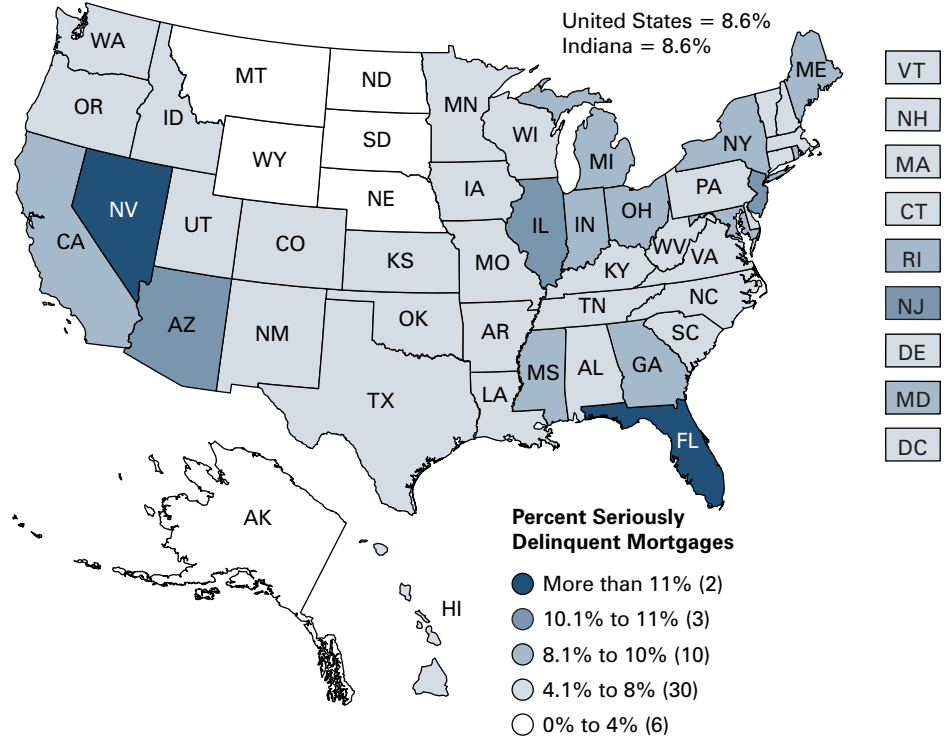 United States = 8.6%
Indiana = 8.6%
WA
MT
ND
MN
ME
VT
OR
ID
SD
WI
MI
NY
NH
WY
MA
NE
IA
PA
CT
NV
UT
CO
IL
IN
OH
CA
KS
MO
WV
VA
RI
KY
NJ
AZ
NM
OK
AR
TN
NC
SC
DE
MS
AL
GA
TX
LA
MD
FL
DC
AK
HI
Percent Seriously
Delinquent Mortgages
More than 11% (2)
10.1% to 11% (3)
8.1% to 10% (10)
4.1% to 8% (30)
0% to 4% (6)